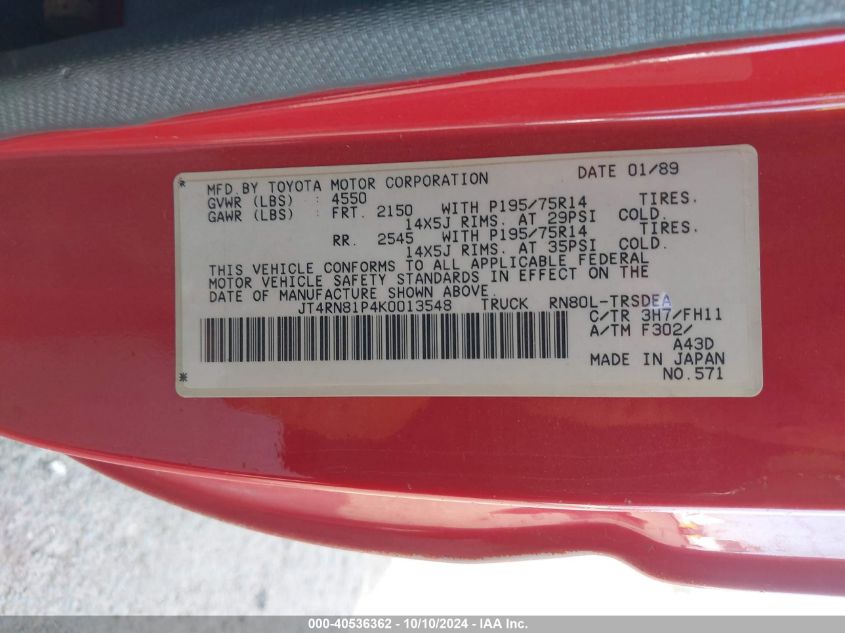 MFD.BY TOYOTA MOTOR CORPORATION DATE 01/89
GVWR (LBS) : 4550
GAWR (LBS) : FRT. 2150 WITH P195/75R14 TIRES.
14X5J RIMS. AT 29PSI COLD.
RR. 2545 WITH P195/75R14 TIRES.
14X5J RIMS. AT 35PSI COLD.
THIS VEHICLE CONFORMS TO ALL APPLICABLE FEDERAL
MOTOR VEHICLE SAFETY STANDARDS IN EFFECT ON THE
DATE OF MANUFACTURE SHOWN ABOVE.
JT4RN81P4K0013548 TRUCK RN80L-TRSDEA
C/TR 3H7/FH11
A/TM F302/
A43D
MADE IN JAPAN
NO.571
000-40536362 - 10/10/2024 - IAA Inc.